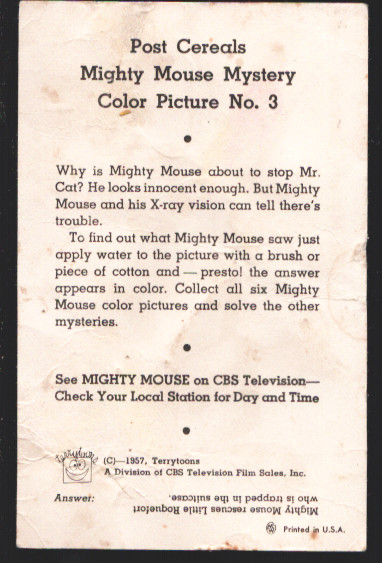 Post Cereals
Mighty Mouse Mystery
Color Picture No. 3
Why is Mighty Mouse about to stop Mr.
Cat? He looks innocent enough. But Mighty
Mouse and his X-ray vision can tell there's
trouble.
To find out what Mighty Mouse saw just
apply water to the picture with a brush or
piece of cotton and — presto! the answer
appears in color. Collect all six Mighty
Mouse color pictures and solve the other
mysteries.
See MIGHTY MOUSE on CBS Television—
Check Your Local Station for Day and Time
Terrytoons
(C)—1957, Terrytoons
A Division of CBS Television Film Sales, Inc.
Answer:
Mighty Mouse rescues Little Roquefort
who is trapped in the suitcase.
Printed in U.S.A.